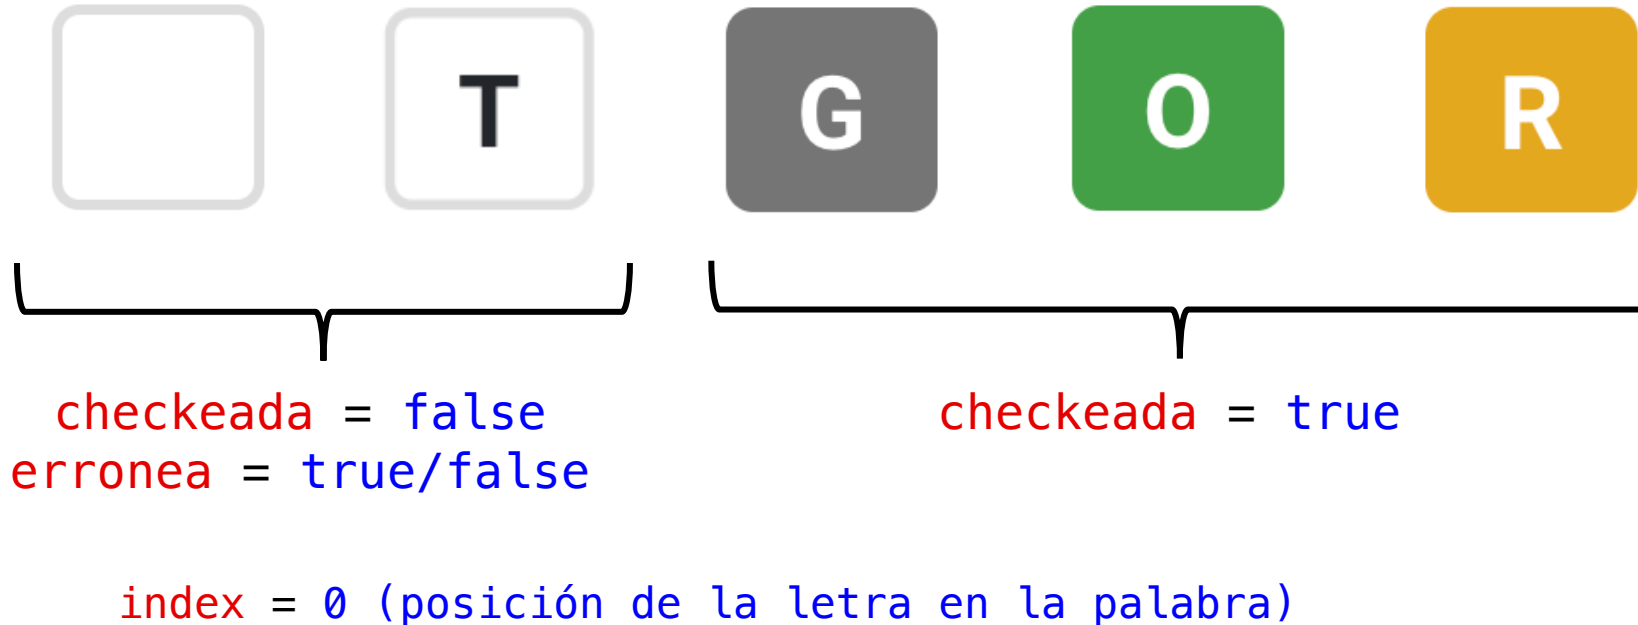 T G O R
checkeada = false
checkeada = true
erronea = true/false
index = 0 (posición de la letra en la palabra)